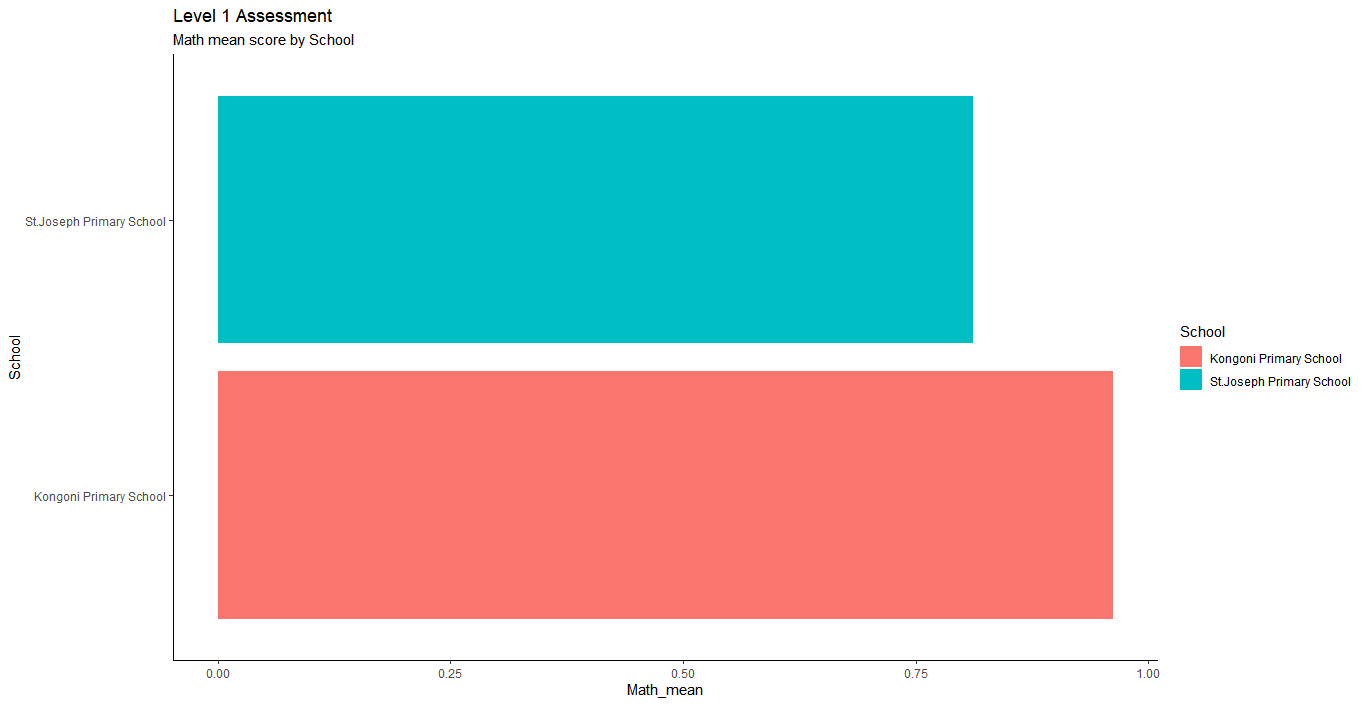 Level 1 Assessment
Math mean score by School
St.Joseph Primary School
Kongoni Primary School
School
0.00 0.25 0.50 0.75 1.00
Math_mean
School
Kongoni Primary School
St.Joseph Primary School